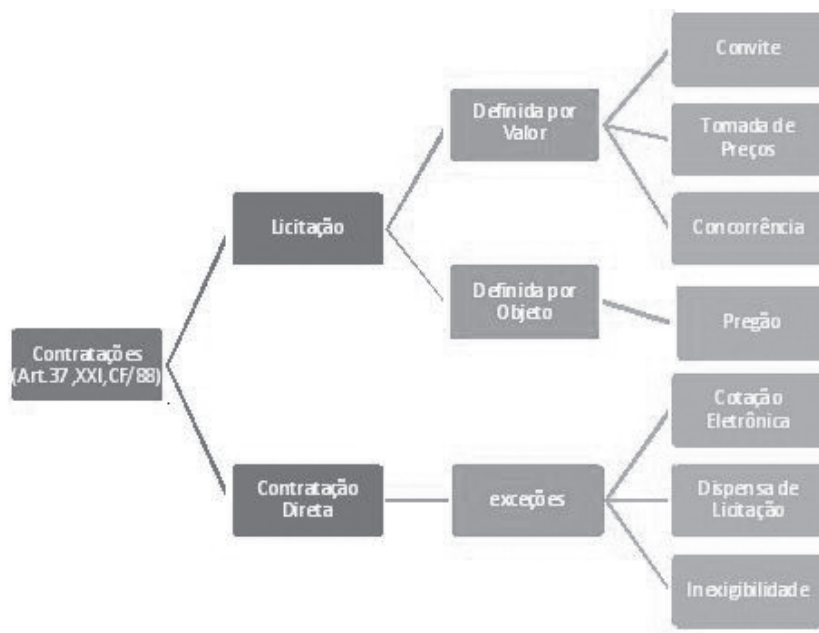 Convite
Definida por
Valor
Tomada de
Preços
Licitação
Concorrência
Definida por
Objeto
Pregão
Contratações
(Art.37,XXI,CF/88)
Cotação
Eletrônica
Contratação
Direta
exceções
Dispensa de
Licitação
Inexigibilidade